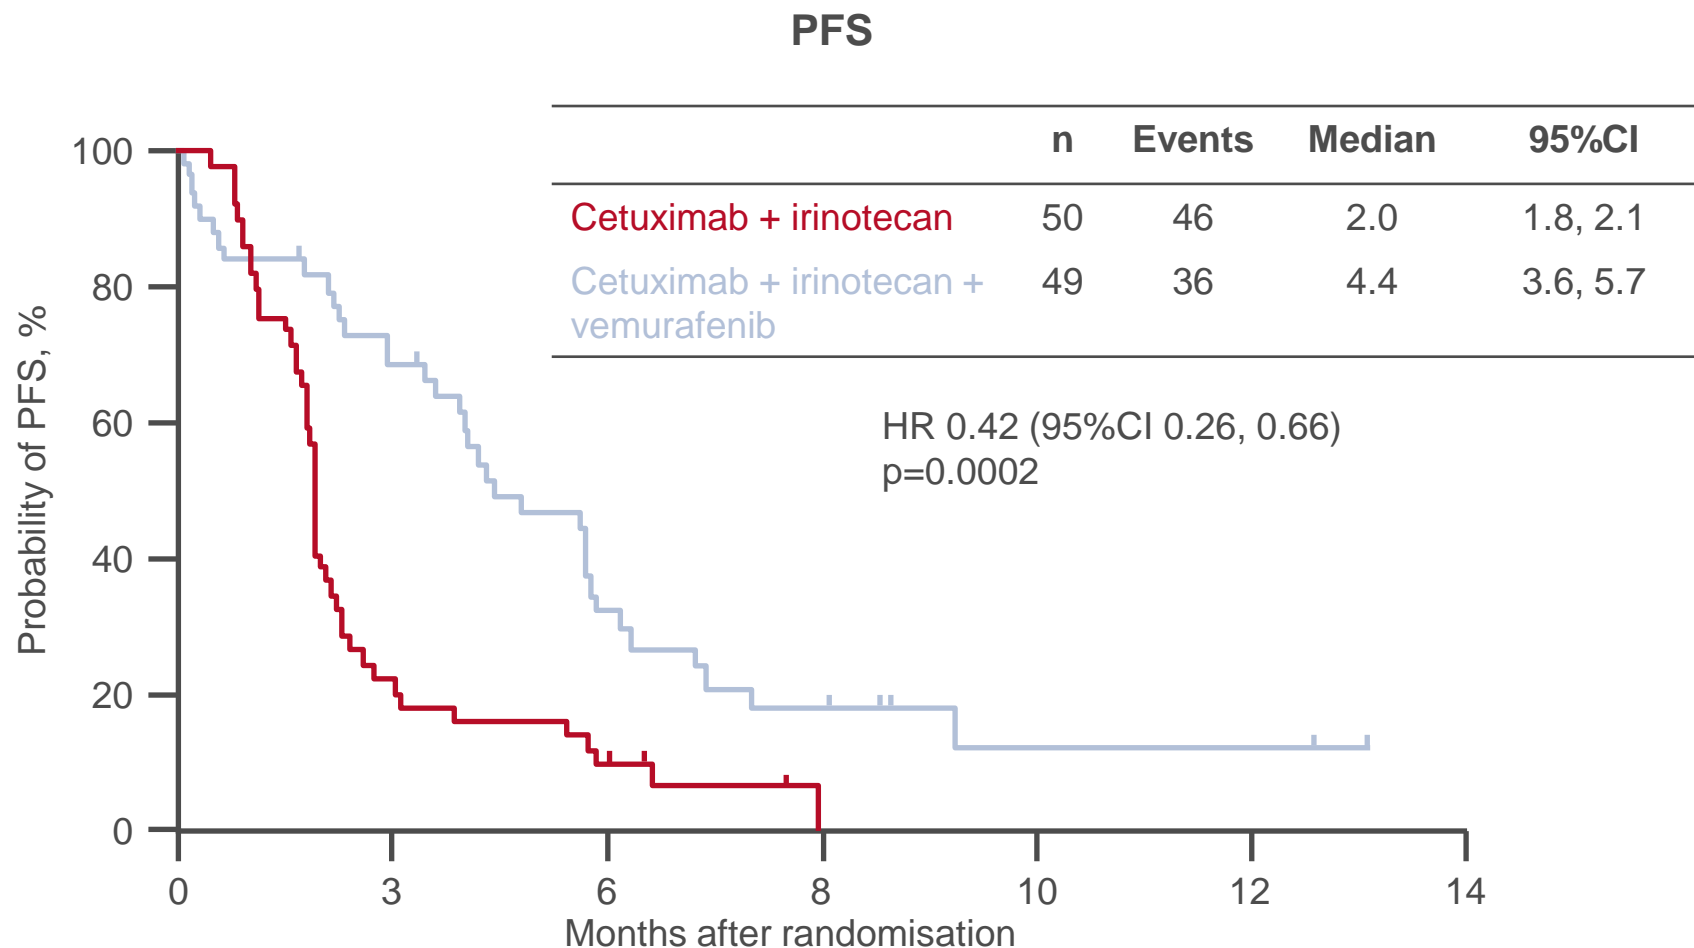 PFS
n Events Median 95%CI
Cetuximab + irinotecan 50 46 2.0 1.8, 2.1
Cetuximab + irinotecan + 49 36 4.4 3.6, 5.7
vemurafenib
HR 0.42 (95%CI 0.26, 0.66)
p=0.0002
Probability of PFS, %
100
80
60
40
20
0
0 3 6 8 10 12 14
Months after randomisation